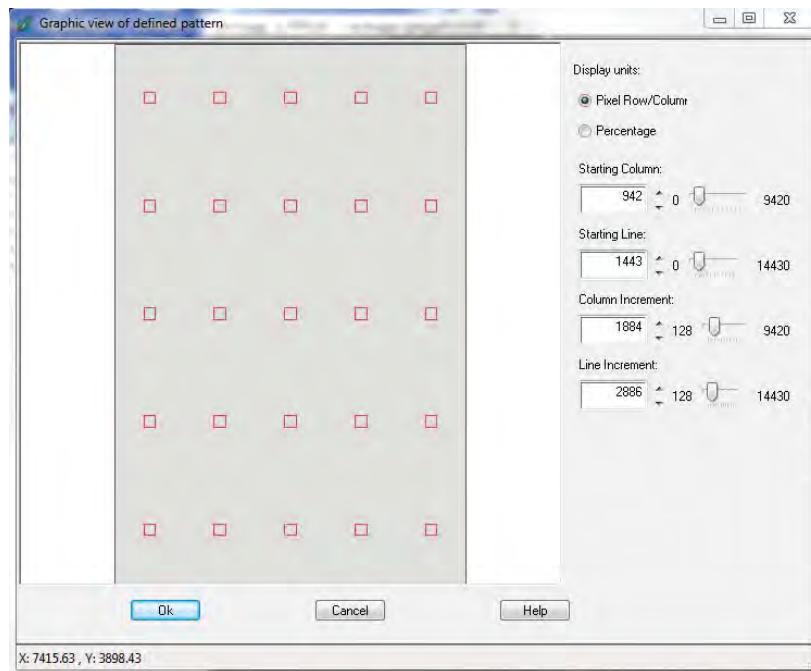 Graphic view of defined pattern
Display units:
Pixel Row/Column
Percentage
Starting Column:
942 0 9420
Starting Line:
1443 0 14430
Column Increment:
1884 128 9420
Line Increment:
2886 128 14430
Ok Cancel Help
X: 7415.63 , Y: 3898.43